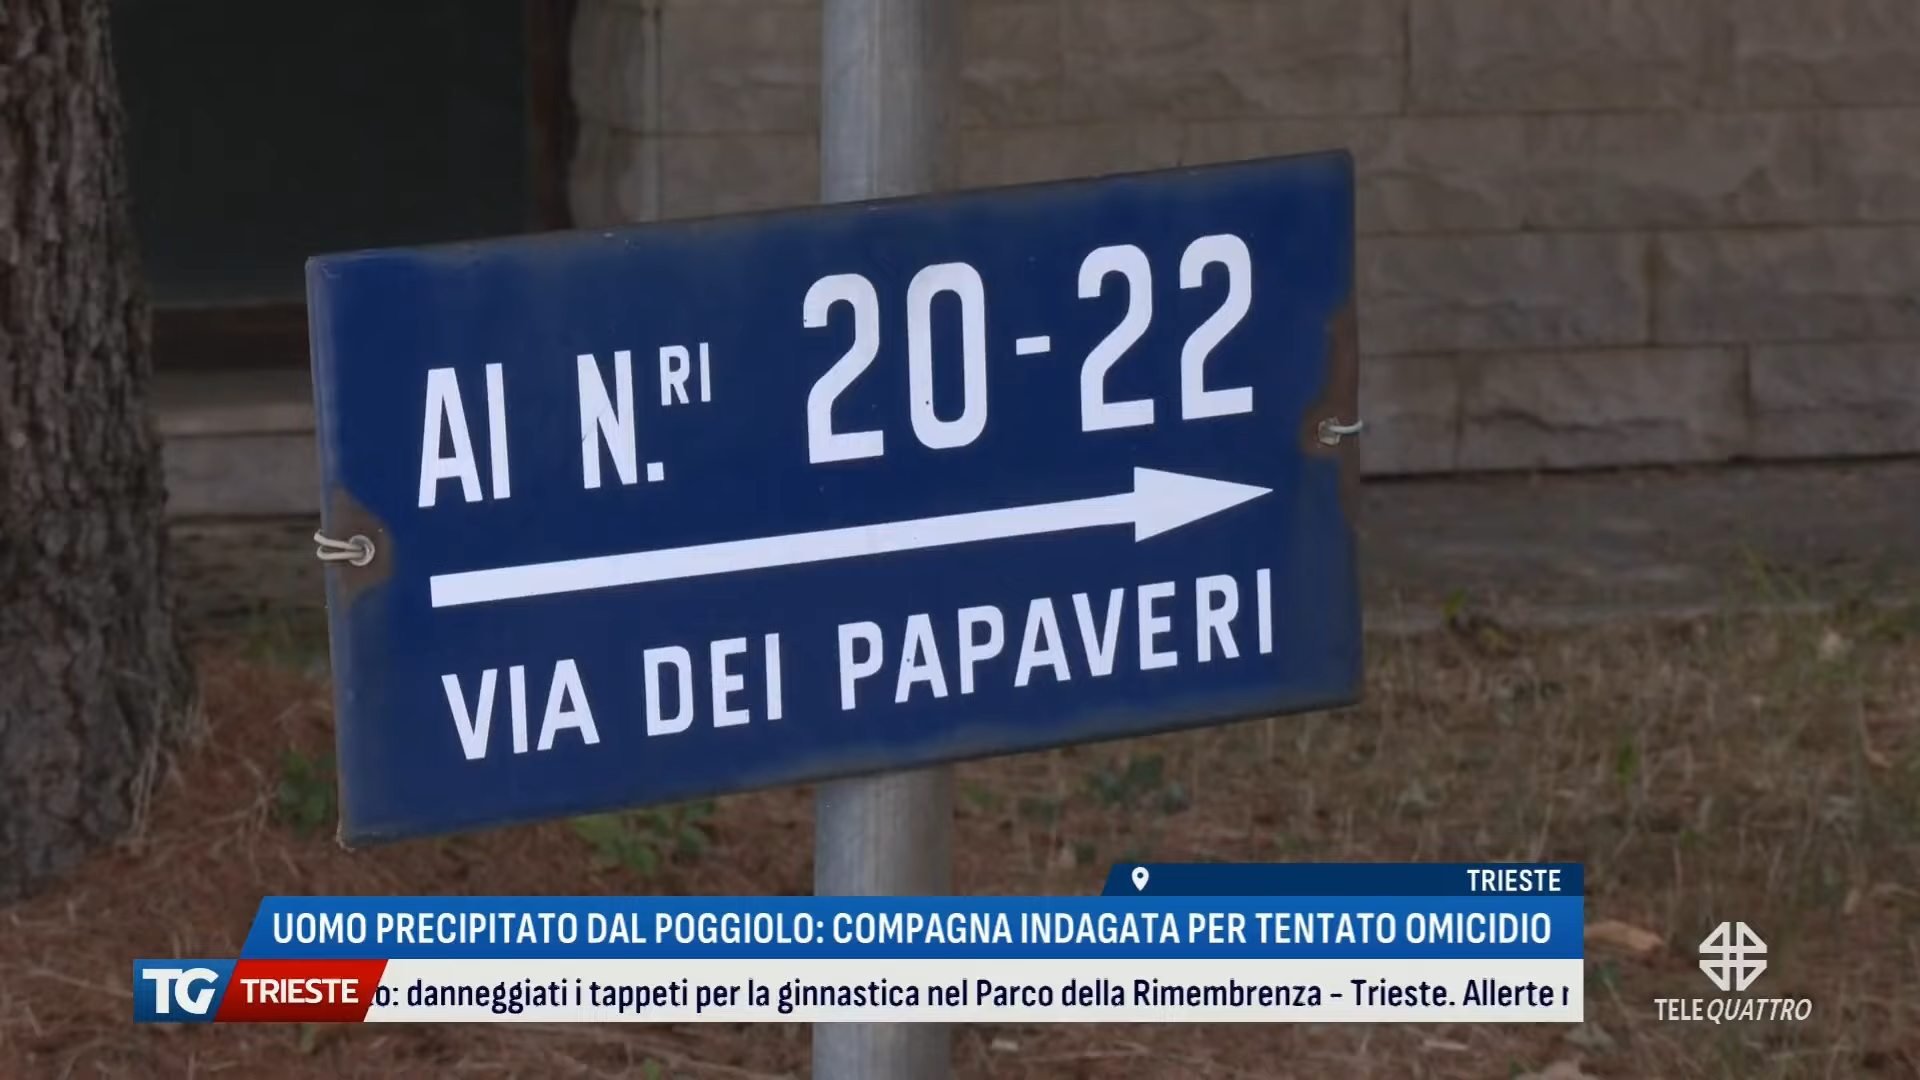 AI N.RI 20-22
VIA DEI PAPAVERI
TRIESTE
UOMO PRECIPITATO DAL POGGIOLO: COMPAGNA INDAGATA PER TENTATO OMICIDIO
TG TRIESTE
: danneggiati i tappeti per la ginnastica nel Parco della Rimembrenza - Trieste. Allerte
TELEQUATTRO